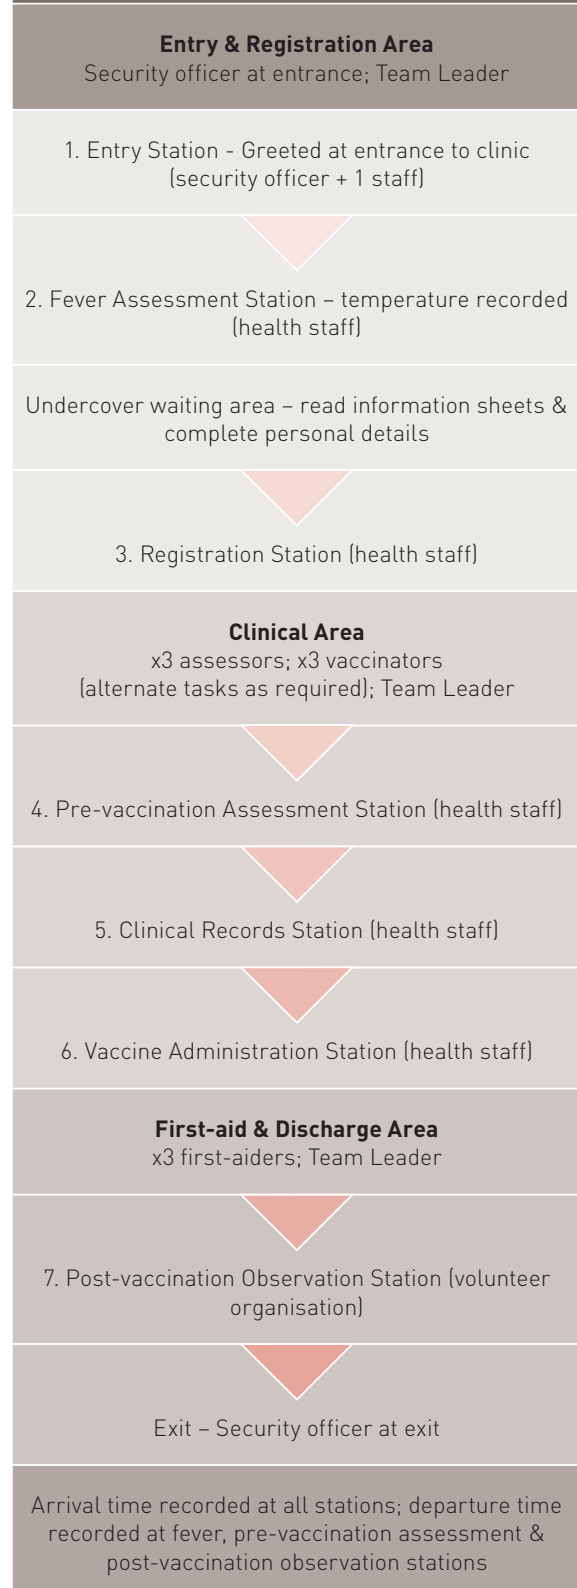 Entry & Registration Area
Security officer at entrance; Team Leader
1. Entry Station - Greeted at entrance to clinic
(security officer + 1 staff)
2. Fever Assessment Station – temperature recorded
(health staff)
Undercover waiting area – read information sheets &
complete personal details
3. Registration Station (health staff)
Clinical Area
x3 assessors; x3 vaccinators
(alternate tasks as required); Team Leader
4. Pre-vaccination Assessment Station (health staff)
5. Clinical Records Station (health staff)
6. Vaccine Administration Station (health staff)
First-aid & Discharge Area
x3 first-aiders; Team Leader
7. Post-vaccination Observation Station (volunteer
organisation)
Exit – Security officer at exit
Arrival time recorded at all stations; departure time
recorded at fever, pre-vaccination assessment &
post-vaccination observation stations